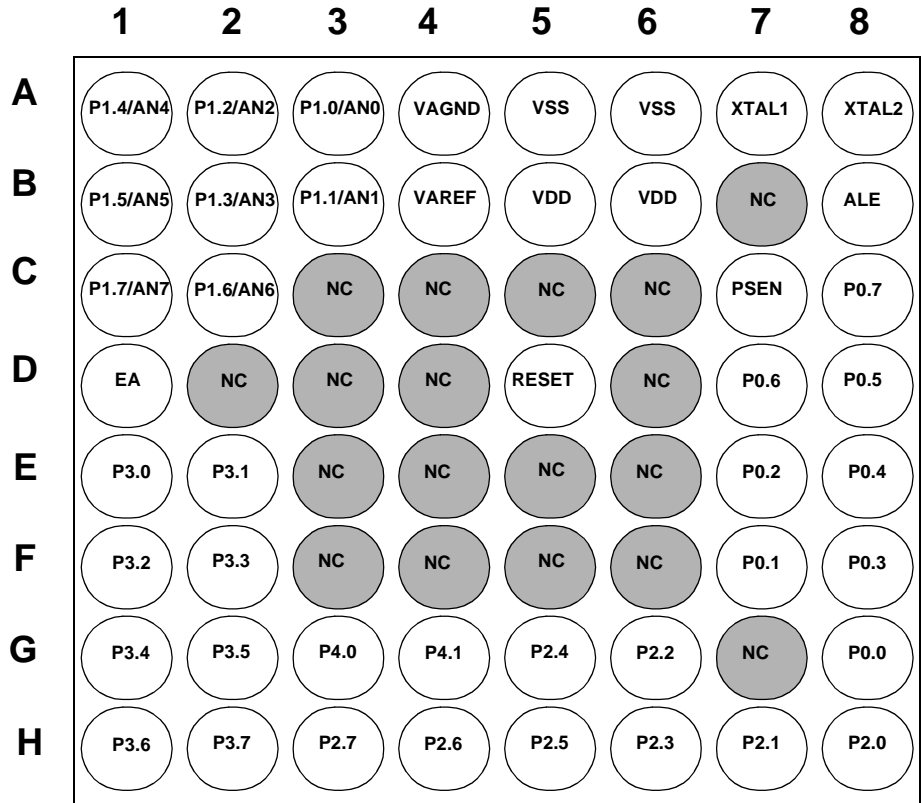 1 2 3 4 5 6 7 8
A P1.4/AN4 P1.2/AN2 P1.0/AN0 VAGND VSS VSS XTAL1 XTAL2
B P1.5/AN5 P1.3/AN3 P1.1/AN1 VAREF VDD VDD NC ALE
C P1.7/AN7 P1.6/AN6 NC NC NC NC PSEN P0.7
D EA NC NC NC RESET NC P0.6 P0.5
E P3.0 P3.1 NC NC NC NC P0.2 P0.4
F P3.2 P3.3 NC NC NC NC P0.1 P0.3
G P3.4 P3.5 P4.0 P4.1 P2.4 P2.2 NC P0.0
H P3.6 P3.7 P2.7 P2.6 P2.5 P2.3 P2.1 P2.0